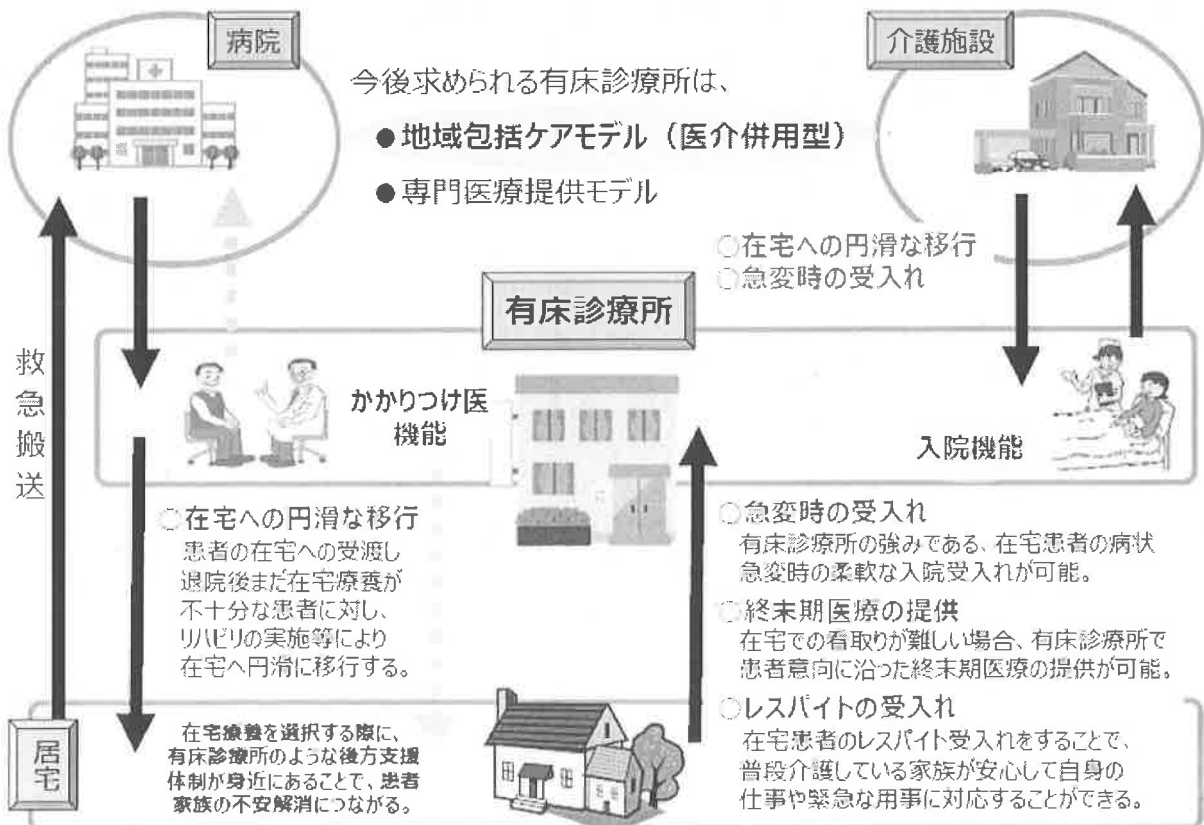 病院
介護施設
今後求められる有床診療所は、
●地域包括ケアモデル（医介併用型）
●専門医療提供モデル
○在宅への円滑な移行
○急変時の受入れ
有床診療所
救急搬送
かかりつけ医
機能
入院機能
○在宅への円滑な移行
患者の在宅への受渡し
退院後まだ在宅療養が
不十分な患者に対し、
リハビリの実施等により
在宅へ円滑に移行する。
○急変時の受入れ
有床診療所の強みである、在宅患者の病状
急変時の柔軟な入院受入れが可能。
○終末期医療の提供
在宅での看取りが難しい場合、有床診療所で
患者意向に沿った終末期医療の提供が可能。
○レスパイトの受入れ
在宅患者のレスパイト受入れをすることで、
普段介護している家族が安心して自身の
仕事や緊急な用事に対応することができる。
居宅
在宅療養を選択する際に、
有床診療所のような後方支援
体制が身近にあることで、患者
家族の不安解消につながる。